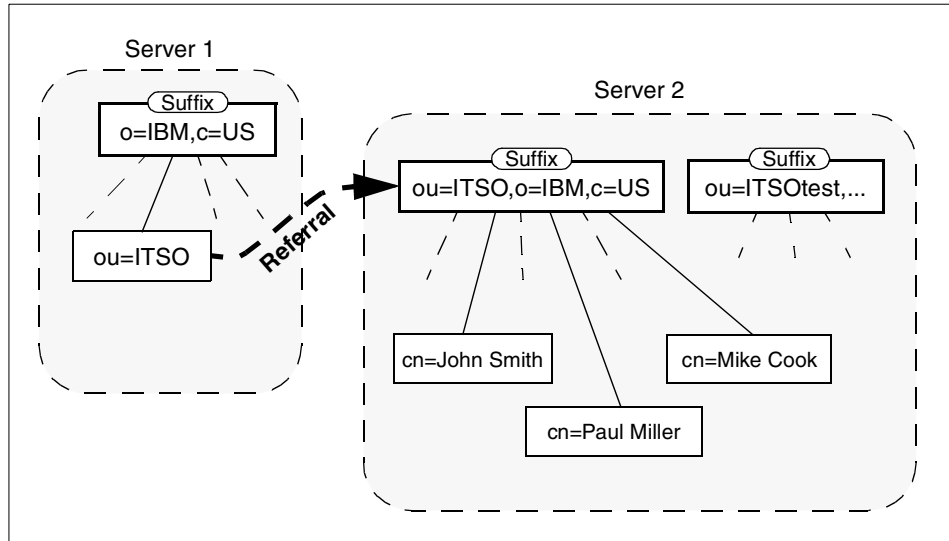 Server 1
Suffix
o=IBM,c=US
ou=ITSO
Referral
Server 2
Suffix
ou=ITSO,o=IBM,c=US
Suffix
ou=ITSOtest,...
cn=John Smith
cn=Mike Cook
cn=Paul Miller